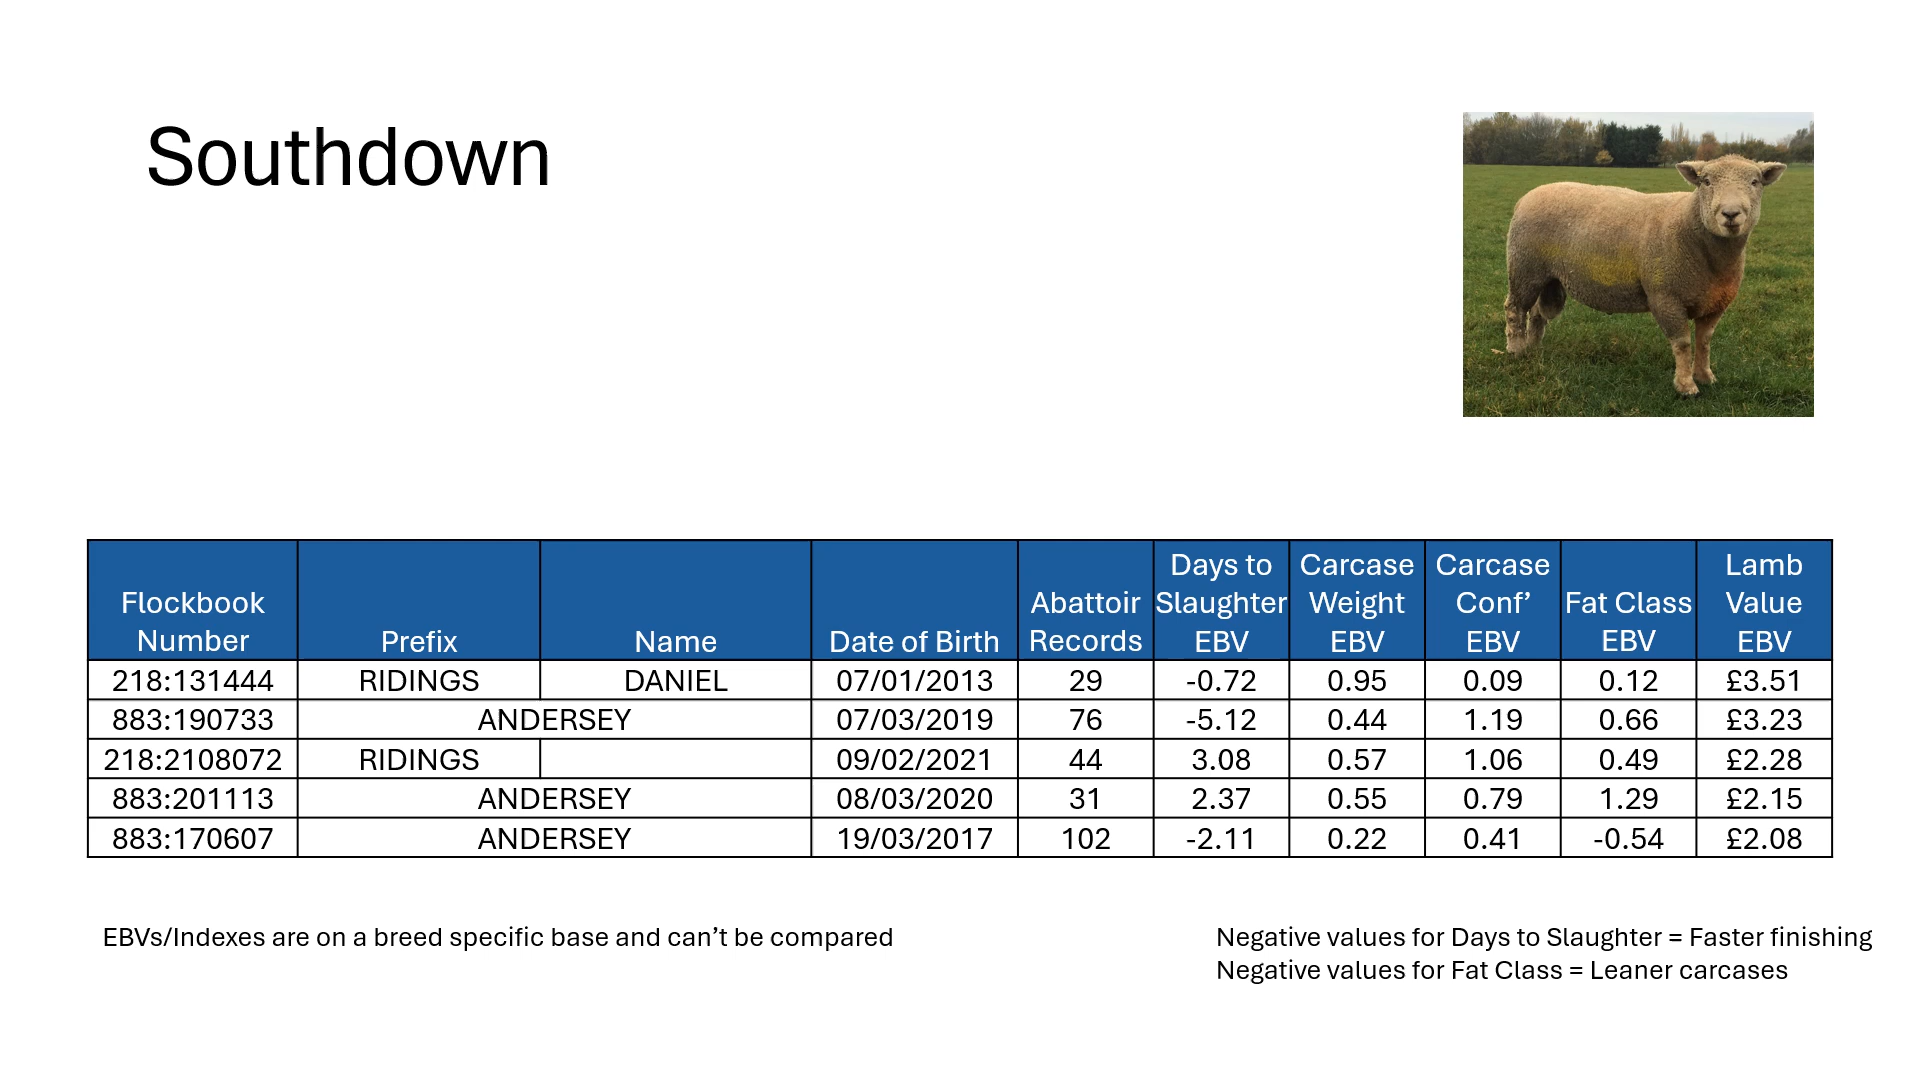 Southdown
Flockbook Number | Prefix | Name | Date of Birth | Abattoir Records | Days to Slaughter EBV | Carcase Weight EBV | Carcase Conf’ EBV | Fat Class EBV | Lamb Value EBV
218:131444 | RIDINGS | DANIEL | 07/01/2013 | 29 | -0.72 | 0.95 | 0.09 | 0.12 | £3.51
883:190733 | ANDERSEY | 07/03/2019 | 76 | -5.12 | 0.44 | 1.19 | 0.66 | £3.23
218:2108072 | RIDINGS | | 09/02/2021 | 44 | 3.08 | 0.57 | 1.06 | 0.49 | £2.28
883:201113 | ANDERSEY | 08/03/2020 | 31 | 2.37 | 0.55 | 0.79 | 1.29 | £2.15
883:170607 | ANDERSEY | 19/03/2017 | 102 | -2.11 | 0.22 | 0.41 | -0.54 | £2.08
EBVs/Indexes are on a breed specific base and can’t be compared
Negative values for Days to Slaughter = Faster finishing
Negative values for Fat Class = Leaner carcases